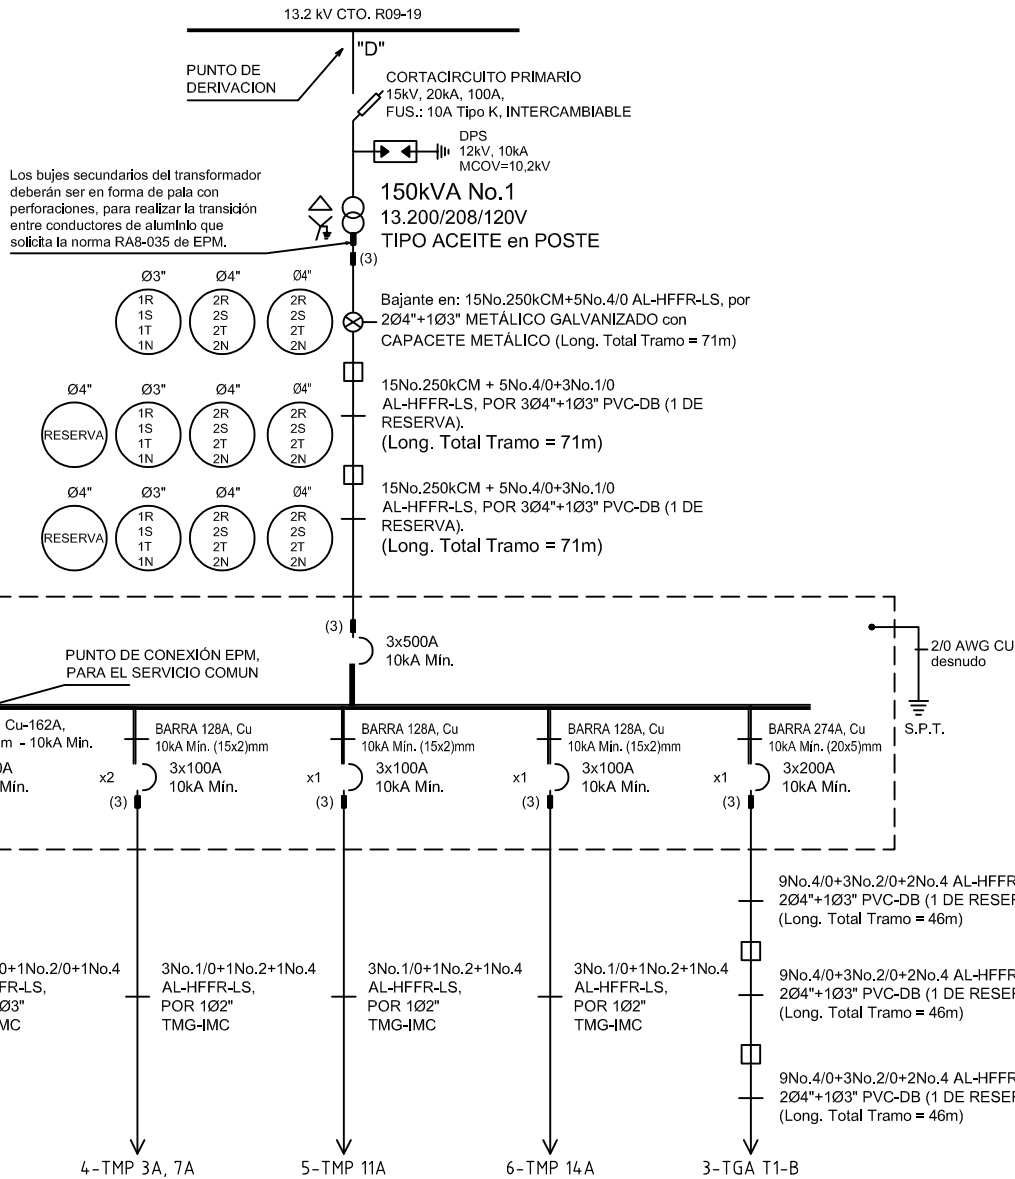 13.2 kV CTO. R09-19
"D"
PUNTO DE
DERIVACION
CORTACIRCUITO PRIMARIO
15kV, 20kA, 100A,
FUS.: 10A Tipo K, INTERCAMBIABLE
DPS
12kV, 10kA
MCOV=10,2kV
Los bujes secundarios del transformador
deberán ser en forma de pala con
perforaciones, para realizar la transición
entre conductores de aluminio que
solicita la norma RA8-035 de EPM.
150kVA No.1
13.200/208/120V
TIPO ACEITE en POSTE
(3)
Ø3" Ø4" Ø4"
1R 2R 2R
1S 2S 2S
1T 2T 2T
1N 2N 2N
Bajante en: 15No.250kCM+5No.4/0 AL-HFFR-LS, por
2Ø4"+1Ø3" METÁLICO GALVANIZADO con
CAPACETE METÁLICO (Long. Total Tramo = 71m)
Ø4" Ø3" Ø4" Ø4"
1R 2R 2R
1S 2S 2S
RESERVA
1T 2T 2T
1N 2N 2N
15No.250kCM + 5No.4/0+3No.1/0
AL-HFFR-LS, POR 3Ø4"+1Ø3" PVC-DB (1 DE
RESERVA).
(Long. Total Tramo = 71m)
Ø4" Ø3" Ø4" Ø4"
1R 2R 2R
1S 2S 2S
RESERVA
1T 2T 2T
1N 2N 2N
15No.250kCM + 5No.4/0+3No.1/0
AL-HFFR-LS, POR 3Ø4"+1Ø3" PVC-DB (1 DE
RESERVA).
(Long. Total Tramo = 71m)
(3)
3x500A
10kA Mín.
PUNTO DE CONEXIÓN EPM,
PARA EL SERVICIO COMUN
2/0 AWG CU
desnudo
S.P.T.
Cu-162A,
m - 10kA Mín.
0A
Mín.
BARRA 128A, Cu
10kA Mín. (15x2)mm
x2
3x100A
10kA Mín.
(3)
BARRA 128A, Cu
10kA Mín. (15x2)mm
x1
3x100A
10kA Mín.
(3)
BARRA 128A, Cu
10kA Mín. (15x2)mm
x1
3x100A
10kA Mín.
(3)
BARRA 274A, Cu
10kA Mín. (20x5)mm
x1
3x200A
10kA Mín.
(3)
9No.4/0+3No.2/0+2No.4 AL-HFFR
2Ø4"+1Ø3" PVC-DB (1 DE RESER
(Long. Total Tramo = 46m)
/0+1No.2/0+1No.4
FR-LS,
Ø3"
MC
3No.1/0+1No.2+1No.4
AL-HFFR-LS,
POR 1Ø2"
TMG-IMC
3No.1/0+1No.2+1No.4
AL-HFFR-LS,
POR 1Ø2"
TMG-IMC
3No.1/0+1No.2+1No.4
AL-HFFR-LS,
POR 1Ø2"
TMG-IMC
9No.4/0+3No.2/0+2No.4 AL-HFFR
2Ø4"+1Ø3" PVC-DB (1 DE RESER
(Long. Total Tramo = 46m)
9No.4/0+3No.2/0+2No.4 AL-HFFR
2Ø4"+1Ø3" PVC-DB (1 DE RESER
(Long. Total Tramo = 46m)
4-TMP 3A, 7A
5-TMP 11A
6-TMP 14A
3-TGA T1-B